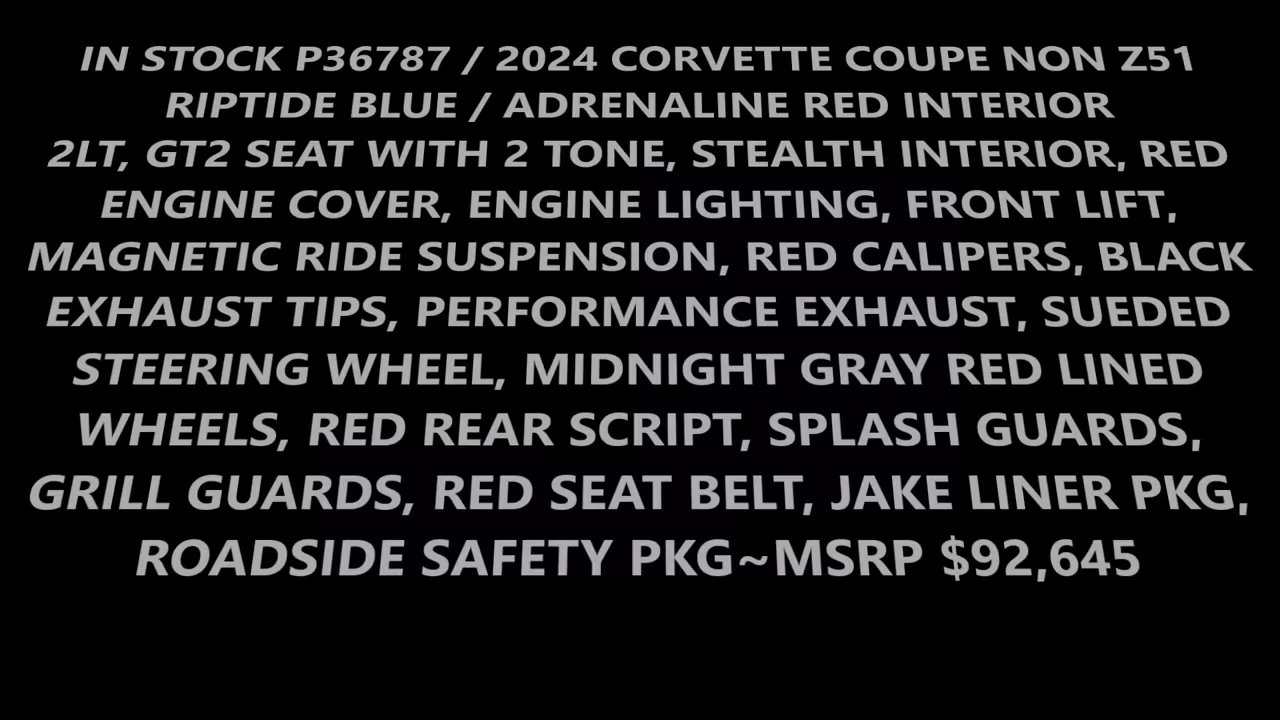 IN STOCK P36787 / 2024 CORVETTE COUPE NON Z51
RIPTIDE BLUE / ADRENALINE RED INTERIOR
2LT, GT2 SEAT WITH 2 TONE, STEALTH INTERIOR, RED
ENGINE COVER, ENGINE LIGHTING, FRONT LIFT,
MAGNETIC RIDE SUSPENSION, RED CALIPERS, BLACK
EXHAUST TIPS, PERFORMANCE EXHAUST, SUEDED
STEERING WHEEL, MIDNIGHT GRAY RED LINED
WHEELS, RED REAR SCRIPT, SPLASH GUARDS,
GRILL GUARDS, RED SEAT BELT, JAKE LINER PKG,
ROADSIDE SAFETY PKG~MSRP $92,645